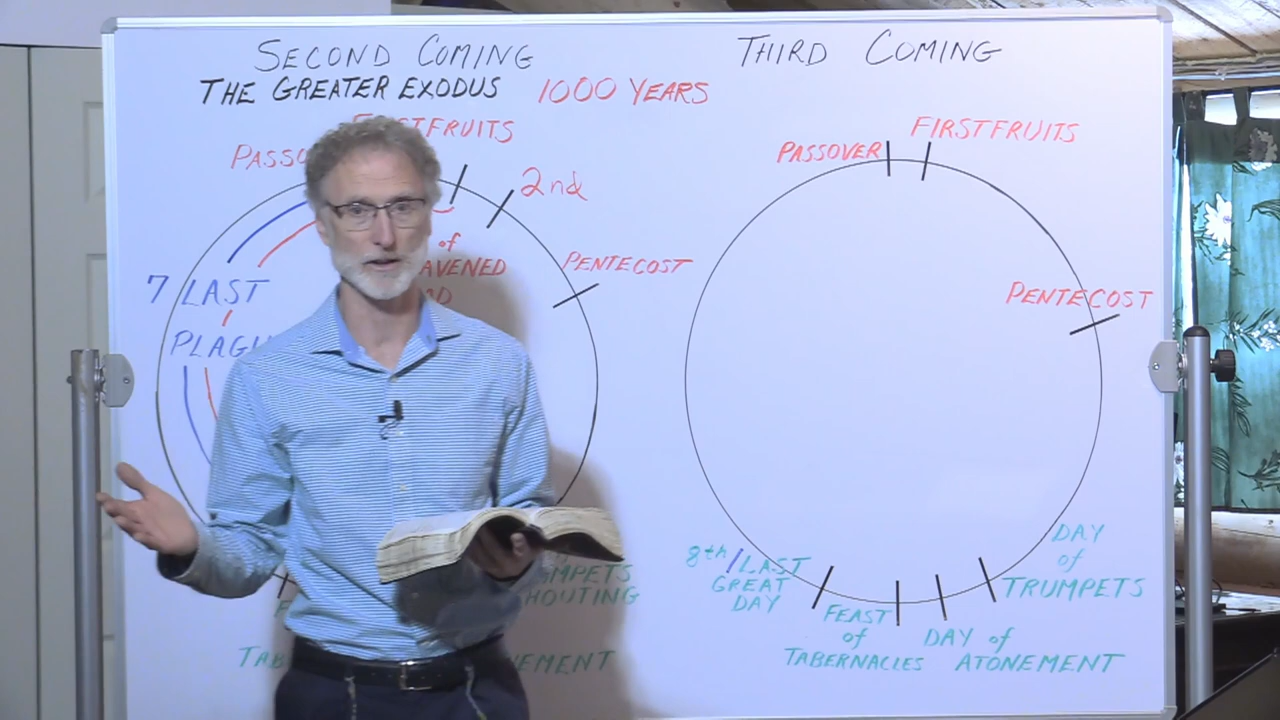 SECOND COMING
THE GREATER EXODUS 1000 YEARS
FIRSTFRUITS
2nd
of
PENTECOST
7 LAST
THIRD COMING
PASSOVER
FIRSTFRUITS
PENTECOST
DAY
of
TRUMPETS
DAY of
ATONEMENT
FEAST
of
TABERNACLES
8th/LAST
GREAT
DAY